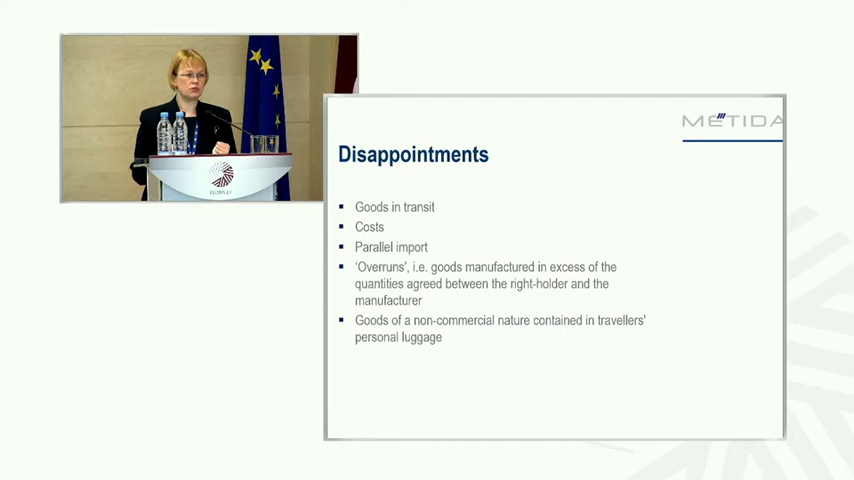 METIDA
Disappointments
▪ Goods in transit
▪ Costs
▪ Parallel import
▪ ‘Overruns’, i.e. goods manufactured in excess of the
quantities agreed between the right-holder and the
manufacturer
▪ Goods of a non-commercial nature contained in travellers'
personal luggage